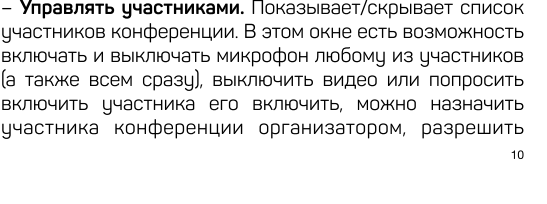 – Управлять участниками. Показывает/скрывает список
участников конференции. В этом окне есть возможность
включать и выключать микрофон любому из участников
(а также всем сразу), выключить видео или попросить
включить участника его включить, можно назначить
участника конференции организатором, разрешить
10